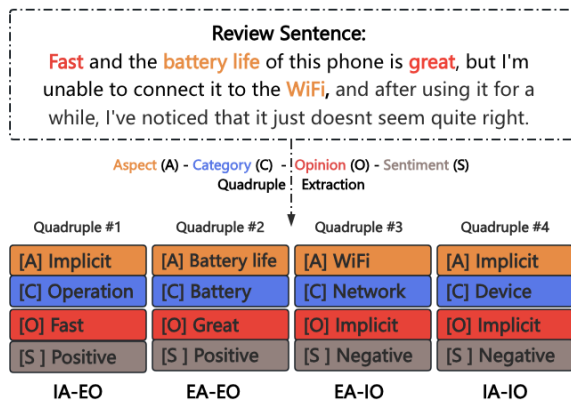 Review Sentence:
Fast and the battery life of this phone is great, but I'm
unable to connect it to the WiFi, and after using it for a
while, I've noticed that it just doesnt seem quite right.
Aspect (A) - Category (C) - Opinion (O) - Sentiment (S)
Quadruple Extraction
Quadruple #1 Quadruple #2 Quadruple #3 Quadruple #4
[A] Implicit [A] Battery life [A] WiFi [A] Implicit
[C] Operation [C] Battery [C] Network [C] Device
[O] Fast [O] Great [O] Implicit [O] Implicit
[S ] Positive [S ] Positive [S ] Negative [S ] Negative
IA-EO EA-EO EA-IO IA-IO